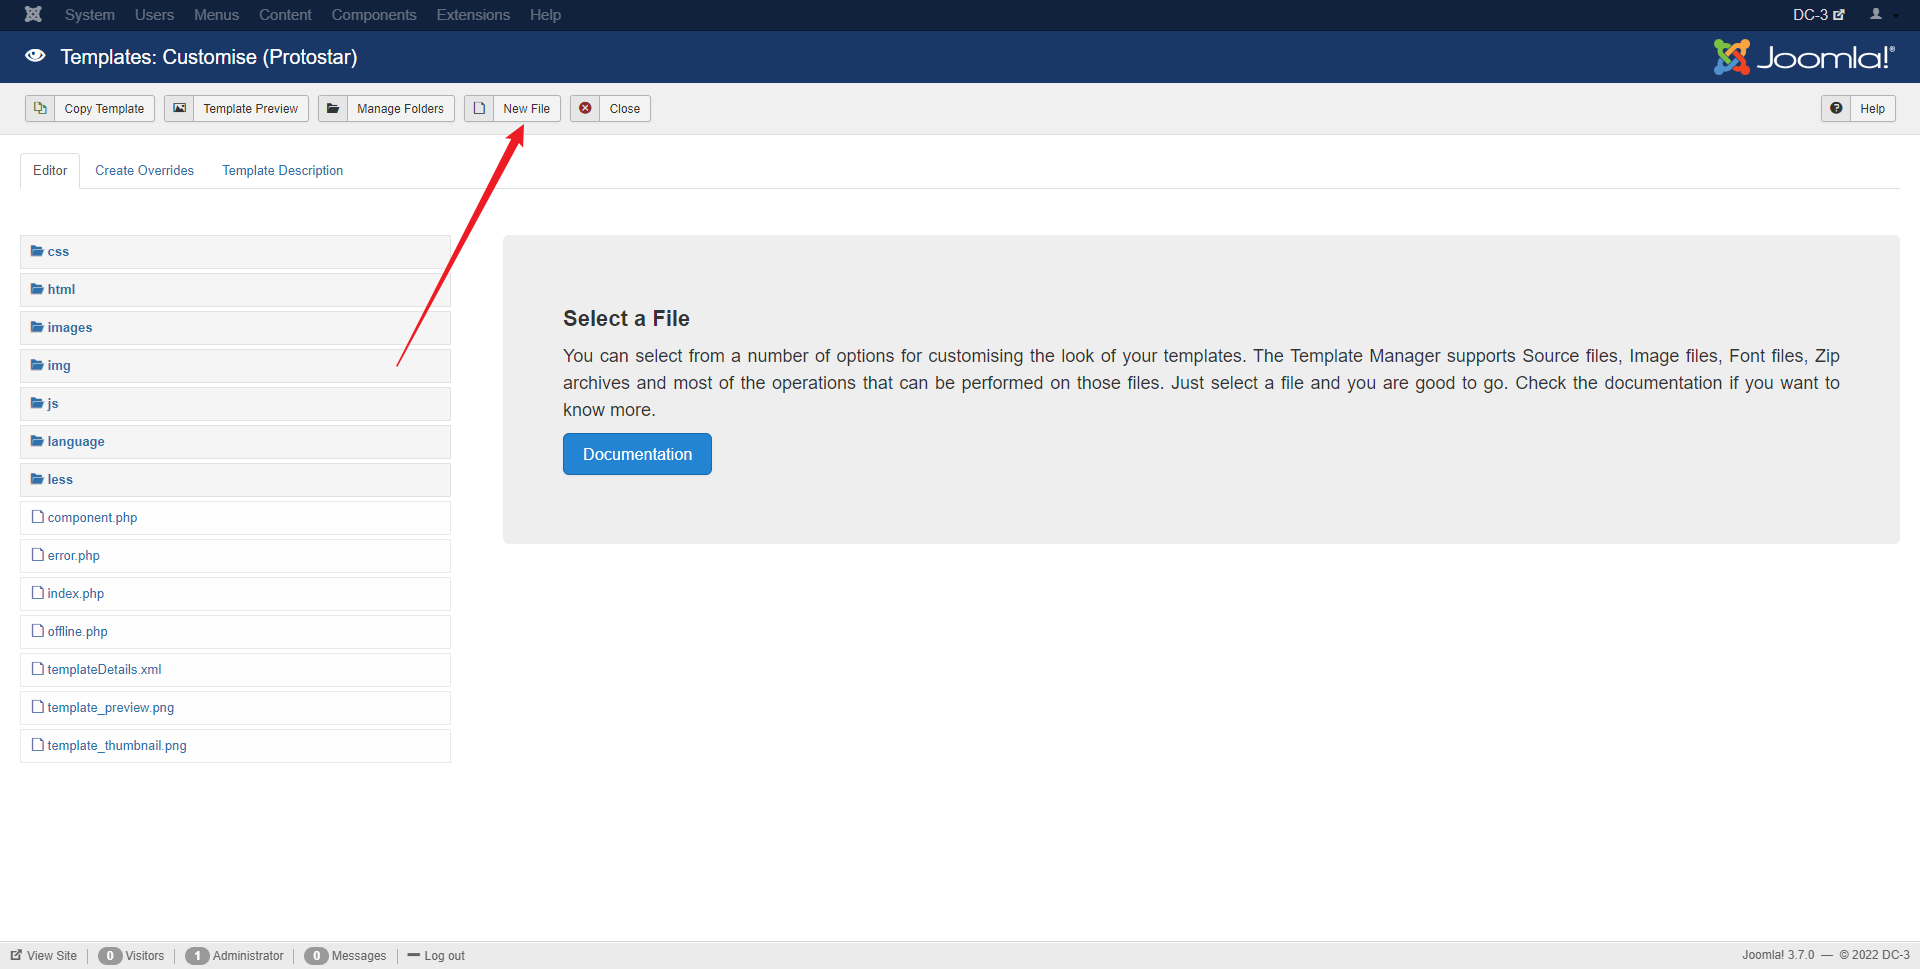 System Users Menus Content Components Extensions Help DC-3
Templates: Customise (Protostar) Joomla!®
Copy Template Template Preview Manage Folders New File Close Help
Editor Create Overrides Template Description
css
html
images
img
js
language
less
component.php
error.php
index.php
offline.php
templateDetails.xml
template_preview.png
template_thumbnail.png
Select a File
You can select from a number of options for customising the look of your templates. The Template Manager supports Source files, Image files, Font files, Zip
archives and most of the operations that can be performed on those files. Just select a file and you are good to go. Check the documentation if you want to
know more.
Documentation
View Site 0 Visitors 1 Administrator 0 Messages Log out Joomla! 3.7.0 — © 2022 DC-3